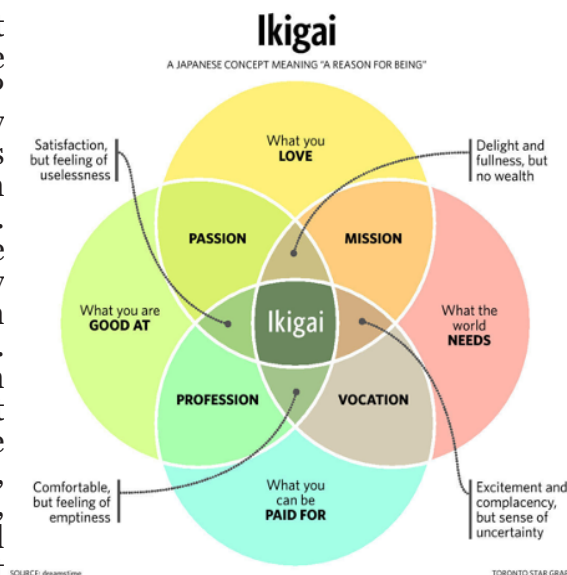 Ikigai
A JAPANESE CONCEPT MEANING “A REASON FOR BEING”
Satisfaction,
but feeling of
uselessness
What you
LOVE
Delight and
fullness, but
no wealth
PASSION
MISSION
What you are
GOOD AT
Ikigai
What the
world
NEEDS
PROFESSION
VOCATION
Comfortable,
but feeling of
emptiness
What you
can be
PAID FOR
Excitement and
complacency,
but sense of
uncertainty
SOURCE: dreamstime
TORONTO STAR